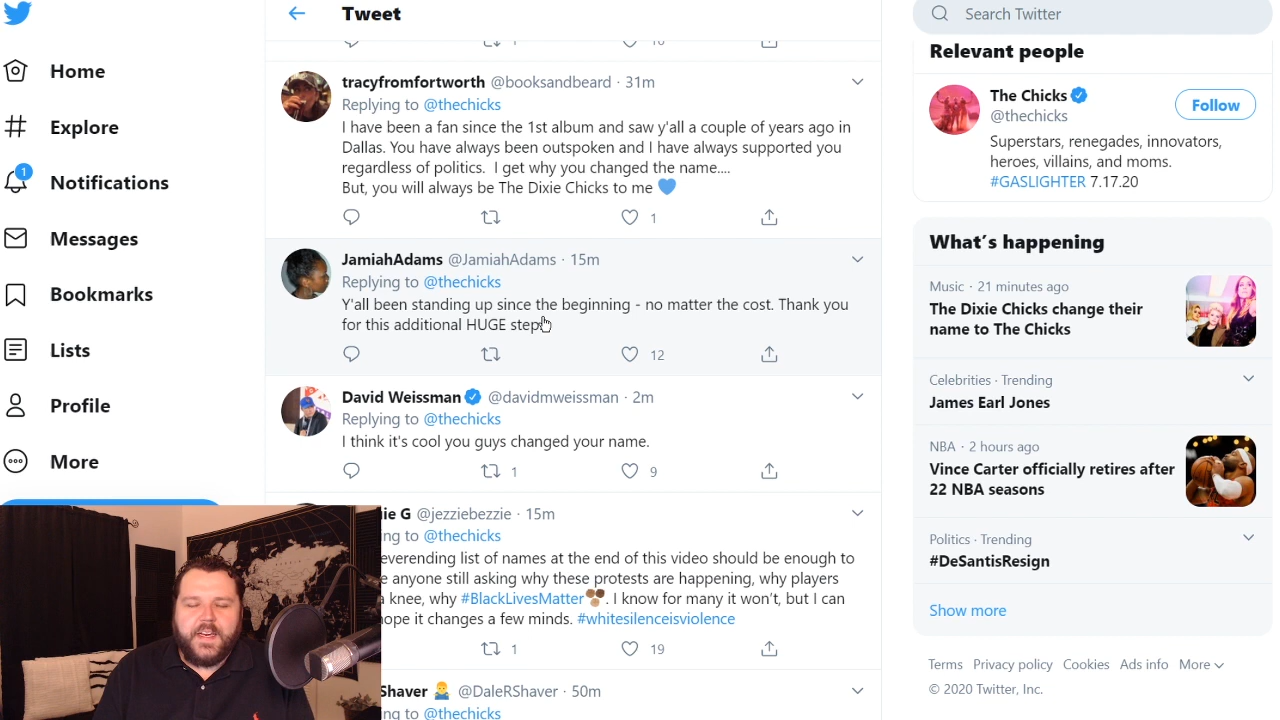 Tweet
Search Twitter
Home
Explore
1
Notifications
Messages
Bookmarks
Lists
Profile
More
1
16
tracyfromfortworth @booksandbeard · 31m
Replying to @thechicks
I have been a fan since the 1st album and saw y'all a couple of years ago in
Dallas. You have always been outspoken and I have always supported you
regardless of politics. I get why you changed the name....
But, you will always be The Dixie Chicks to me 💙
1
JamiahAdams @JamiahAdams · 15m
Replying to @thechicks
Y'all been standing up since the beginning - no matter the cost. Thank you
for this additional HUGE step!
12
David Weissman @davidmweissman · 2m
Replying to @thechicks
I think it's cool you guys changed your name.
1 9
ie G @jezziebezzie · 15m
ing to @thechicks
everending list of names at the end of this video should be enough to
e anyone still asking why these protests are happening, why players
a knee, why #BlackLivesMatter. I know for many it won't, but I can
hope it changes a few minds. #whitesilenceisviolence
1 19
Shaver @DaleRShaver · 50m
ng to @thechicks
Relevant people
The Chicks
@thechicks
Follow
Superstars, renegades, innovators,
heroes, villains, and moms.
#GASLIGHTER 7.17.20
What's happening
Music · 21 minutes ago
The Dixie Chicks change their
name to The Chicks
Celebrities · Trending
James Earl Jones
NBA · 2 hours ago
Vince Carter officially retires after
22 NBA seasons
Politics · Trending
#DeSantisResign
Show more
Terms Privacy policy Cookies Ads info More
© 2020 Twitter, Inc.